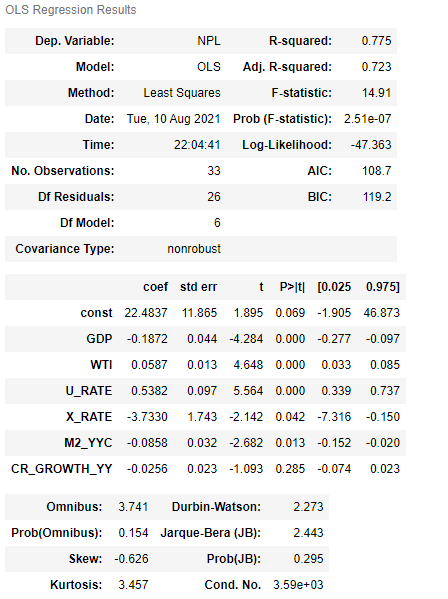 OLS Regression Results
Dep. Variable: NPL R-squared: 0.775
Model: OLS Adj. R-squared: 0.723
Method: Least Squares F-statistic: 14.91
Date: Tue, 10 Aug 2021 Prob (F-statistic): 2.51e-07
Time: 22:04:41 Log-Likelihood: -47.363
No. Observations: 33 AIC: 108.7
Df Residuals: 26 BIC: 119.2
Df Model: 6
Covariance Type: nonrobust
coef std err t P>|t| [0.025 0.975]
const 22.4837 11.865 1.895 0.069 -1.905 46.873
GDP -0.1872 0.044 -4.284 0.000 -0.277 -0.097
WTI 0.0587 0.013 4.648 0.000 0.033 0.085
U_RATE 0.5382 0.097 5.564 0.000 0.339 0.737
X_RATE -3.7330 1.743 -2.142 0.042 -7.316 -0.150
M2_YYC -0.0858 0.032 -2.682 0.013 -0.152 -0.020
CR_GROWTH_YY -0.0256 0.023 -1.093 0.285 -0.074 0.023
Omnibus: 3.741 Durbin-Watson: 2.273
Prob(Omnibus): 0.154 Jarque-Bera (JB): 2.443
Skew: -0.626 Prob(JB): 0.295
Kurtosis: 3.457 Cond. No. 3.59e+03